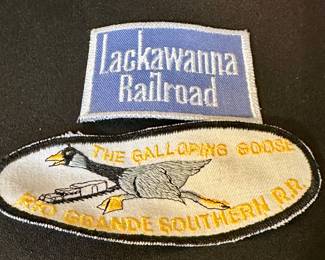 Lackawanna
Railroad
THE GALLOPING GOOSE
RIO GRANDE SOUTHERN R.R.